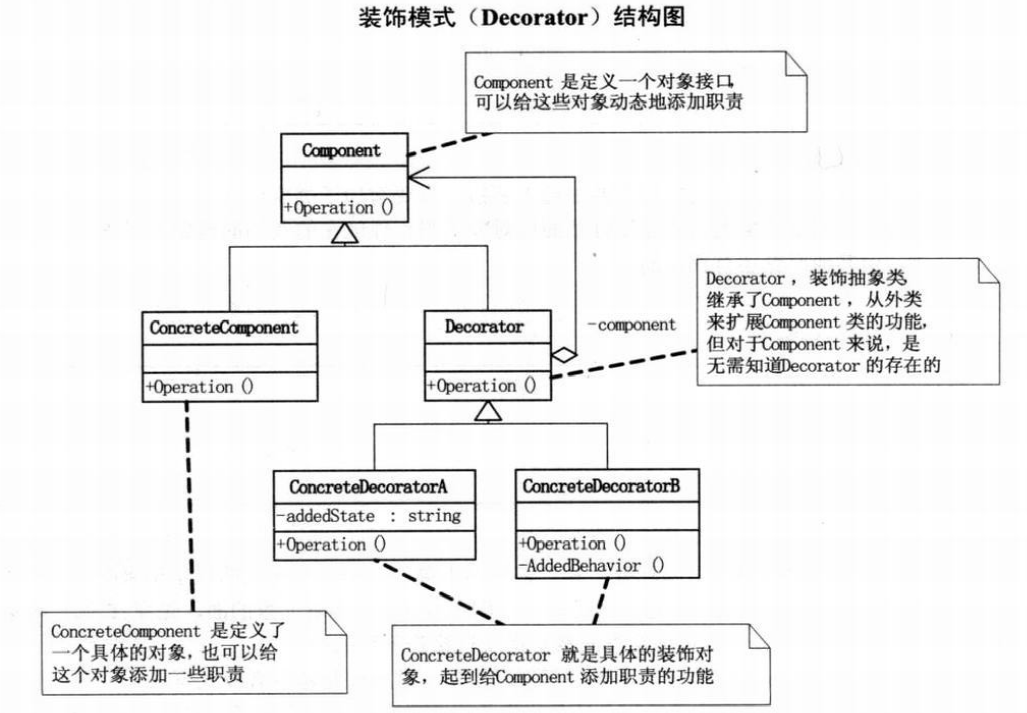 装饰模式（Decorator）结构图
Component 是定义一个对象接口,
可以给这些对象动态地添加职责
Component
+Operation ()
Decorator , 装饰抽象类,
继承了Component , 从外类
来扩展Component 类的功能,
但对于Component 来说，是
无需知道Decorator 的存在的
ConcreteComponent
+Operation ()
Decorator
+Operation ()
-component
ConcreteDecoratorA
-addedState : string
+Operation ()
ConcreteDecoratorB
+Operation ()
-AddedBehavior ()
ConcreteComponent 是定义了
一个具体的对象，也可以给
这个对象添加一些职责
ConcreteDecorator 就是具体的装饰对
象，起到给Component 添加职责的功能